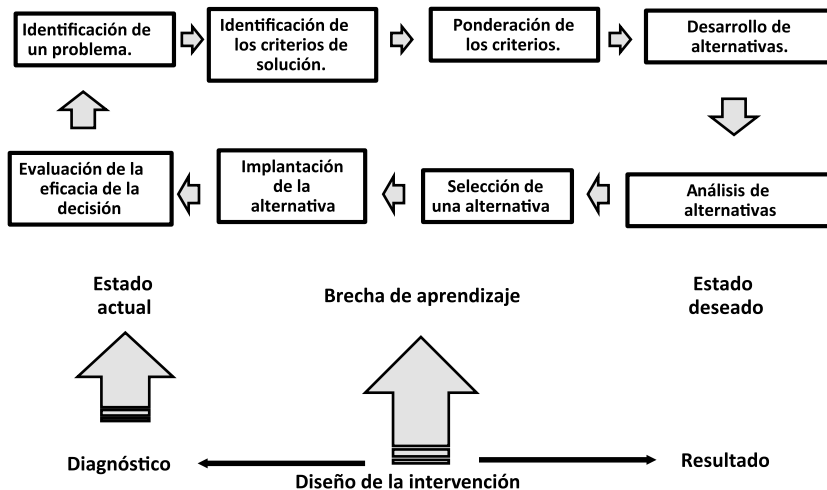 Identificación de
un problema.
Identificación de
los criterios de
solución.
Ponderación de
los criterios.
Desarrollo de
alternativas.
Evaluación de la
eficacia de la
decisión
Implantación
de la
alternativa
Selección de
una alternativa
Análisis de
alternativas
Estado
actual
Brecha de aprendizaje
Estado
deseado
Diagnóstico
Diseño de la intervención
Resultado